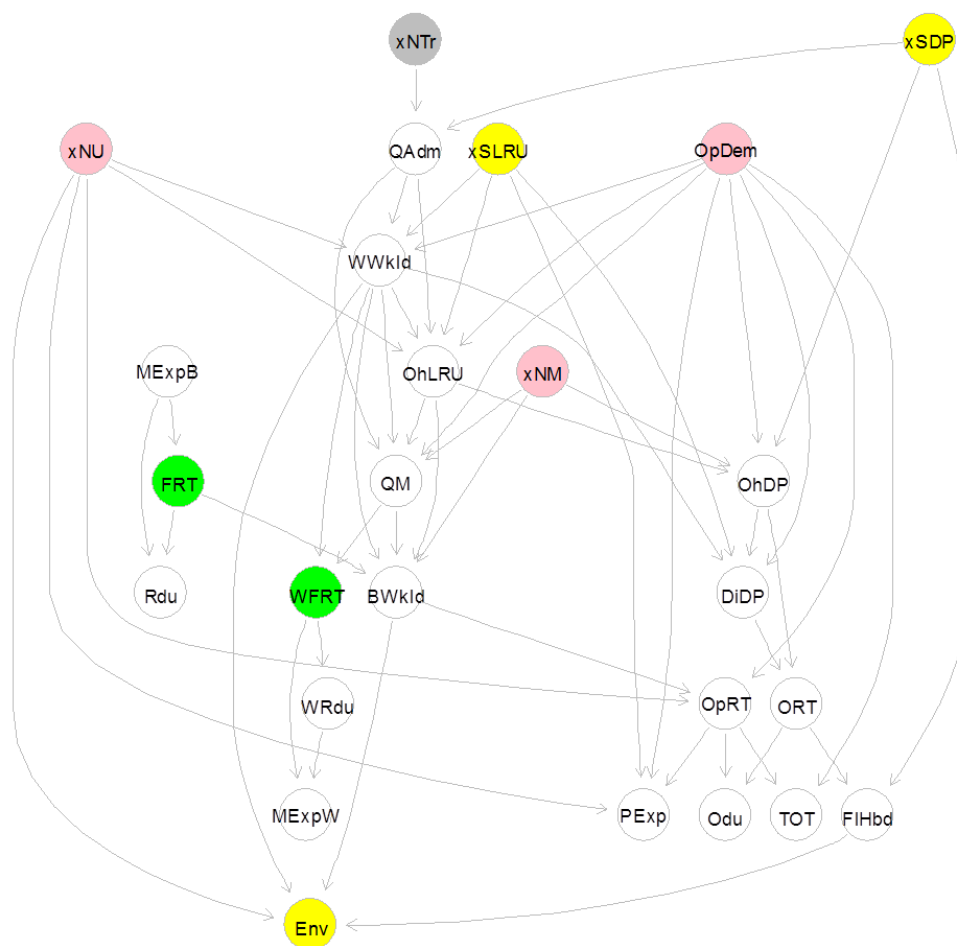 xNTr
xSDP
xNU
QAdm
xSLRU
OpDem
WWkld
MExpB
OhLRU
xNM
FRT
QM
OhDP
Rdu
WFRT
BWkld
DiDP
WRdu
OpRT
ORT
MExpW
PExp
Odu
TOT
FlHbd
Env